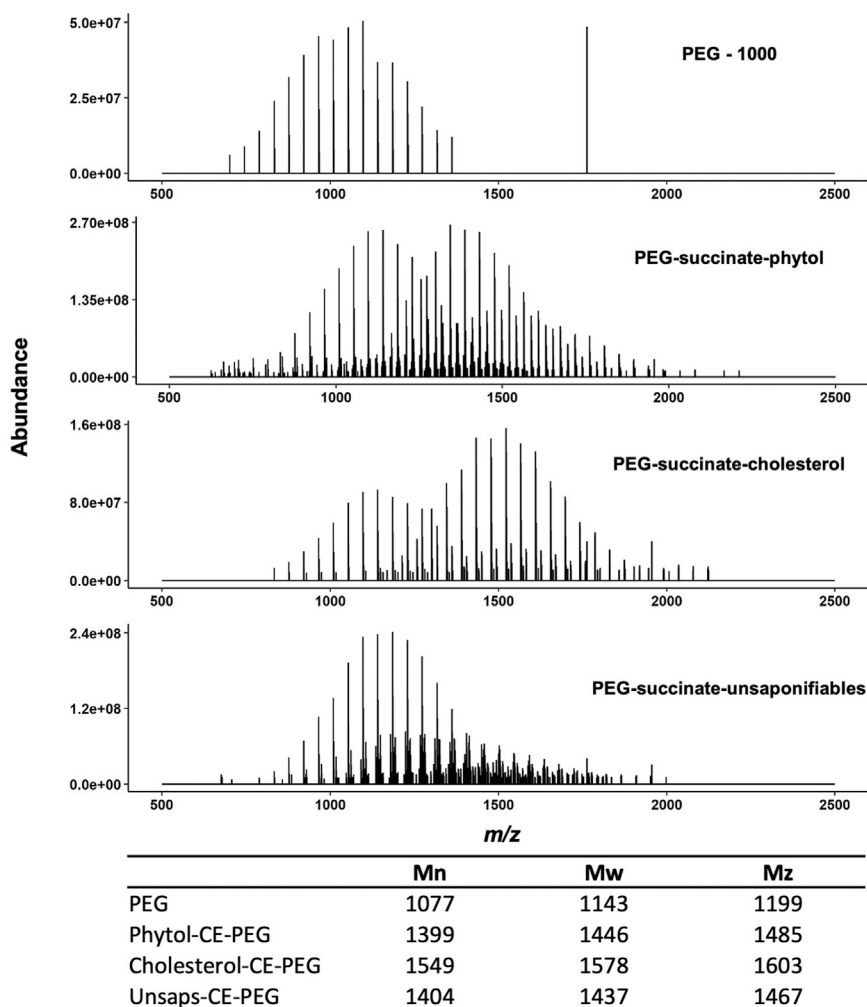 Abundance
5.0e+07
PEG - 1000
2.5e+07
0.0e+00
500 1000 1500 2000 2500
2.70e+08
PEG-succinate-phytol
1.35e+08
0.00e+00
500 1000 1500 2000 2500
1.6e+08
PEG-succinate-cholesterol
8.0e+07
0.0e+00
500 1000 1500 2000 2500
2.4e+08
PEG-succinate-unsaponifiables
1.2e+08
0.0e+00
500 1000 1500 2000 2500
m/z
Mn Mw Mz
PEG 1077 1143 1199
Phytol-CE-PEG 1399 1446 1485
Cholesterol-CE-PEG 1549 1578 1603
Unsaps-CE-PEG 1404 1437 1467